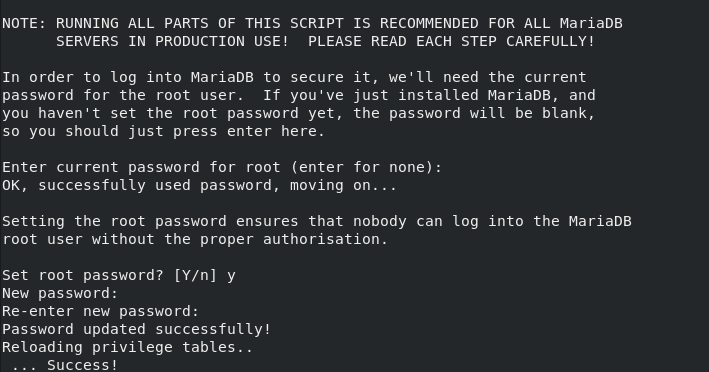 NOTE: RUNNING ALL PARTS OF THIS SCRIPT IS RECOMMENDED FOR ALL MariaDB
      SERVERS IN PRODUCTION USE!  PLEASE READ EACH STEP CAREFULLY!

In order to log into MariaDB to secure it, we'll need the current
password for the root user.  If you've just installed MariaDB, and
you haven't set the root password yet, the password will be blank,
so you should just press enter here.

Enter current password for root (enter for none):
OK, successfully used password, moving on...

Setting the root password ensures that nobody can log into the MariaDB
root user without the proper authorisation.

Set root password? [Y/n] y
New password:
Re-enter new password:
Password updated successfully!
Reloading privilege tables..
 ... Success!